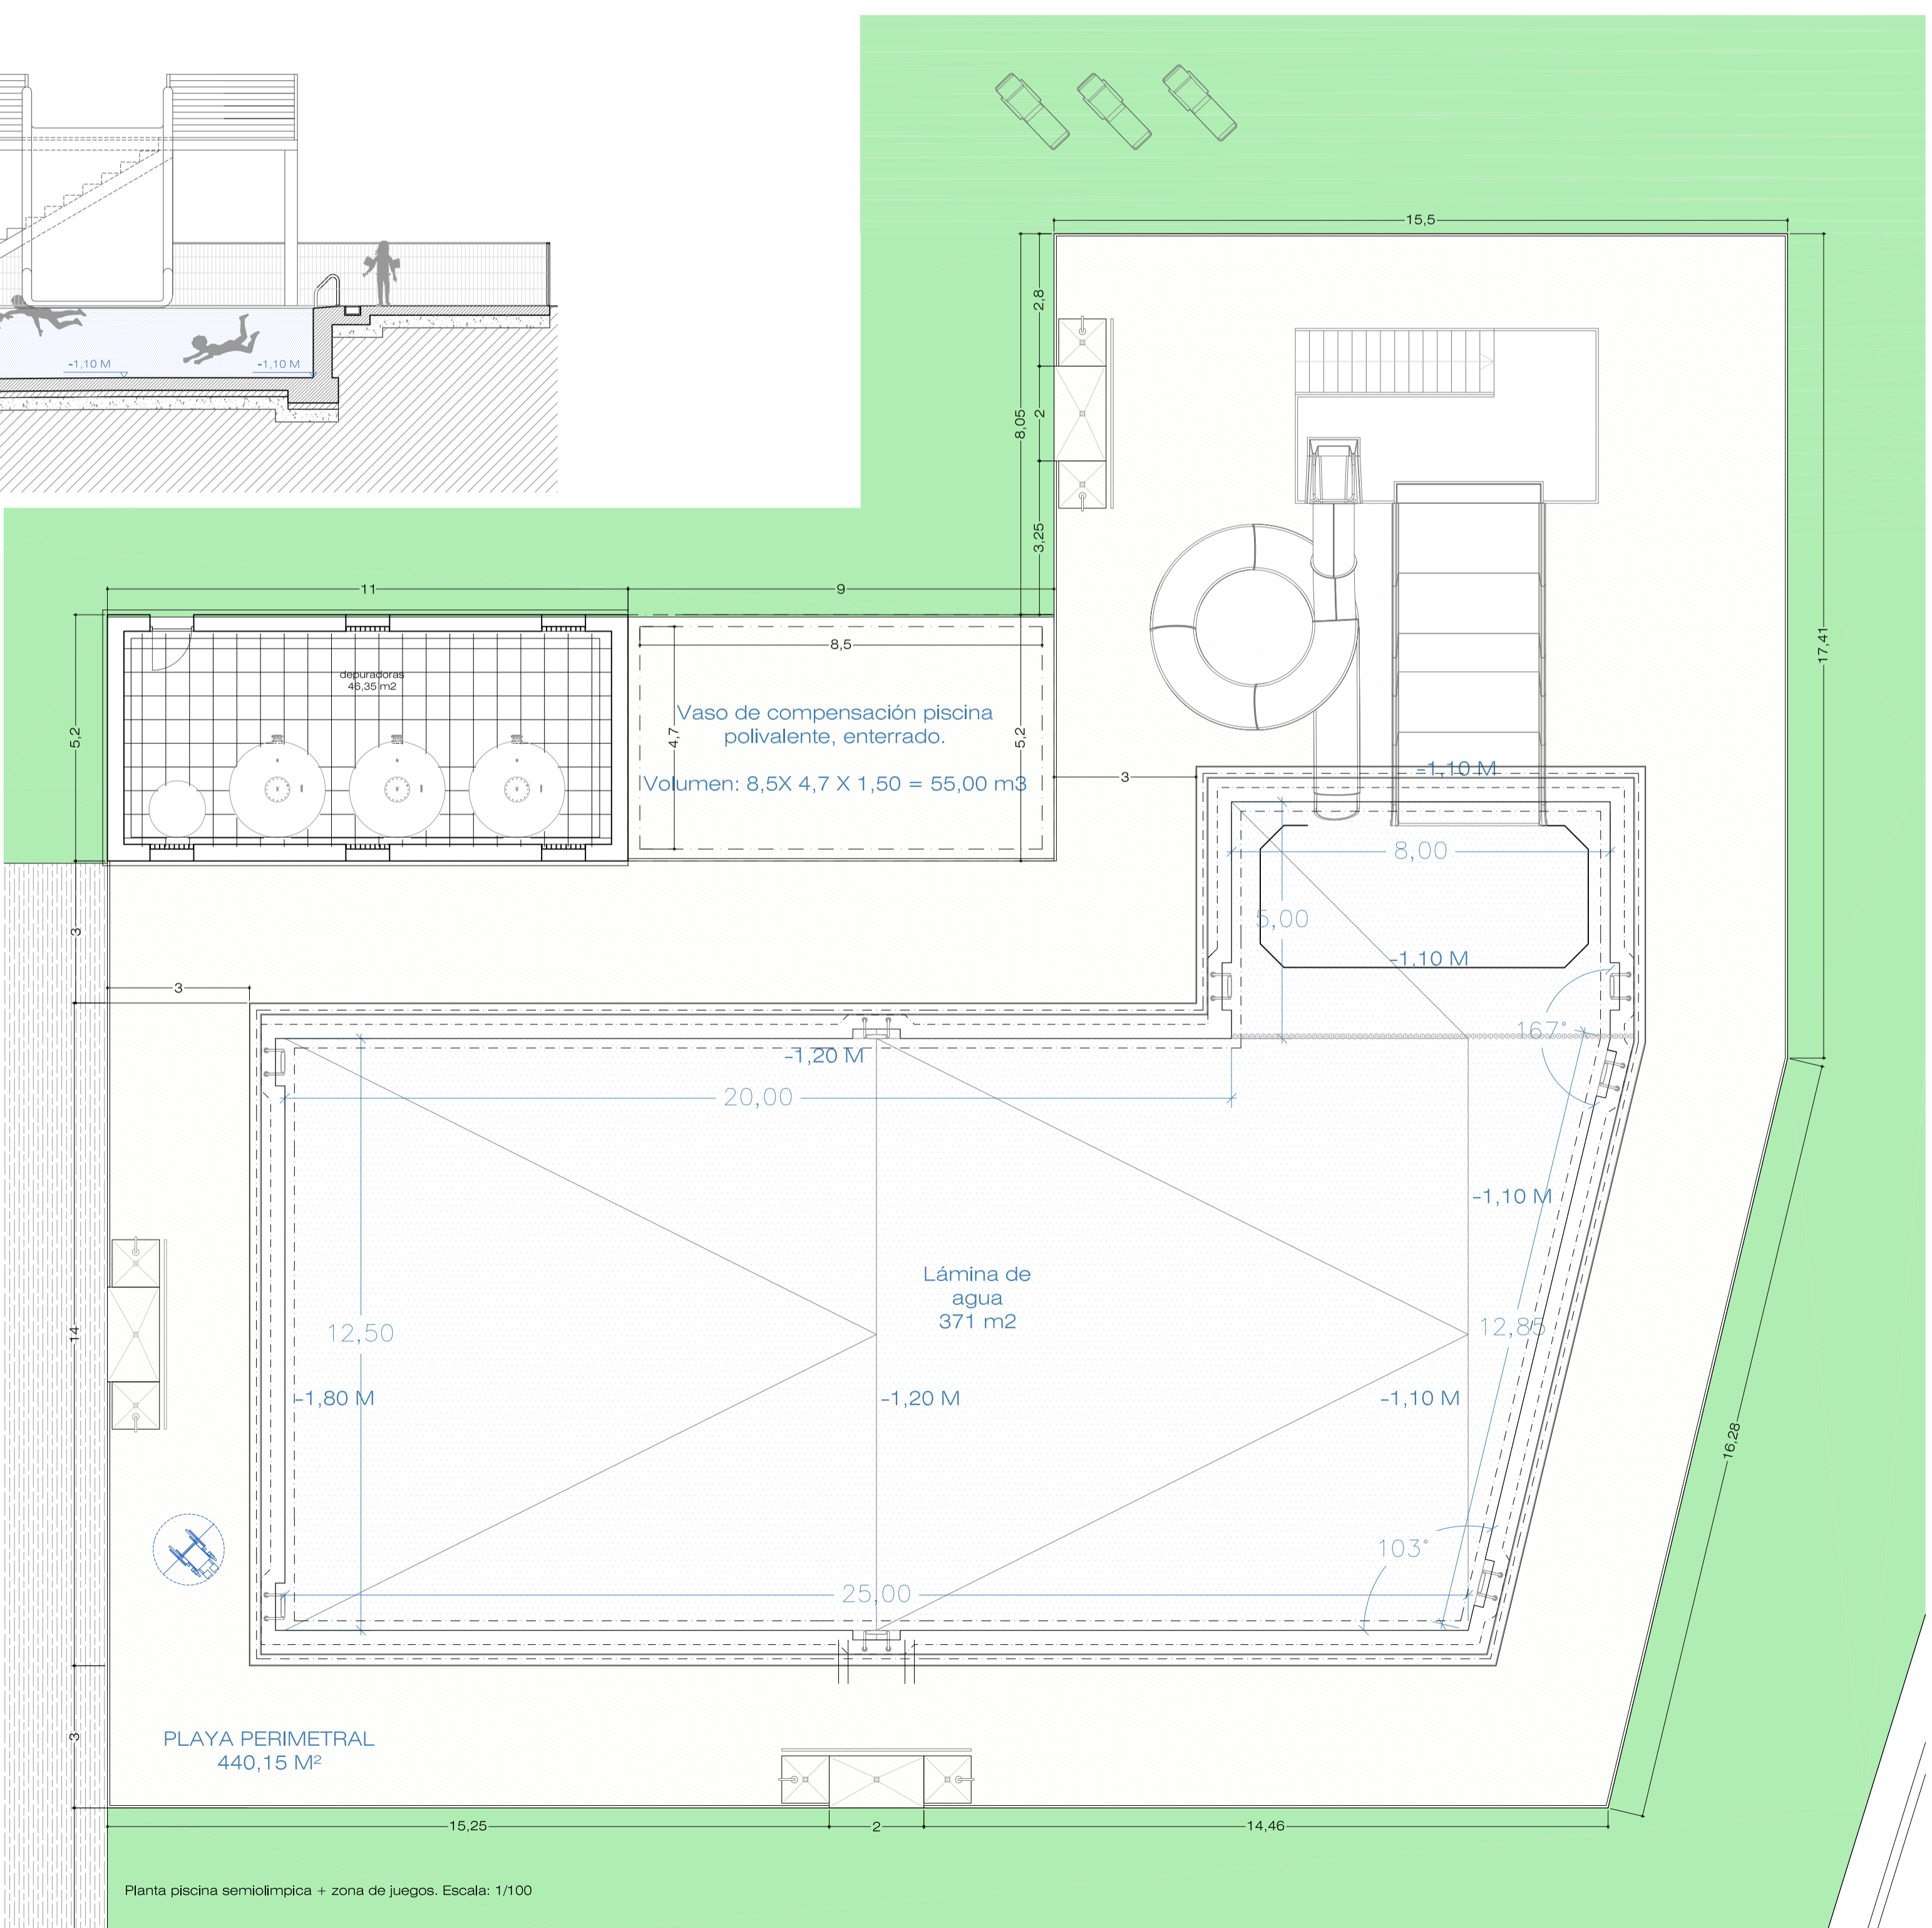 -1,10 M
-1,10 M
15,5
2,8
8,05
2
3,25
17,41
11
9
8,5
depuradoras
46,35 m2
5,2
4,7
5,2
Vaso de compensación piscina
polivalente, enterrado.
Volumen: 8,5X 4,7 X 1,50 = 55,00 m3
3
-1,10 M
8,00
5,00
-1,10 M
3
3
167°
-1,20 M
20,00
-1,10 M
Lámina de
agua
371 m2
12,50
12,85
14
-1,80 M
-1,20 M
-1,10 M
16,28
103°
25,00
3
PLAYA PERIMETRAL
440,15 M²
15,25
2
14,46
Planta piscina semiolimpica + zona de juegos. Escala: 1/100